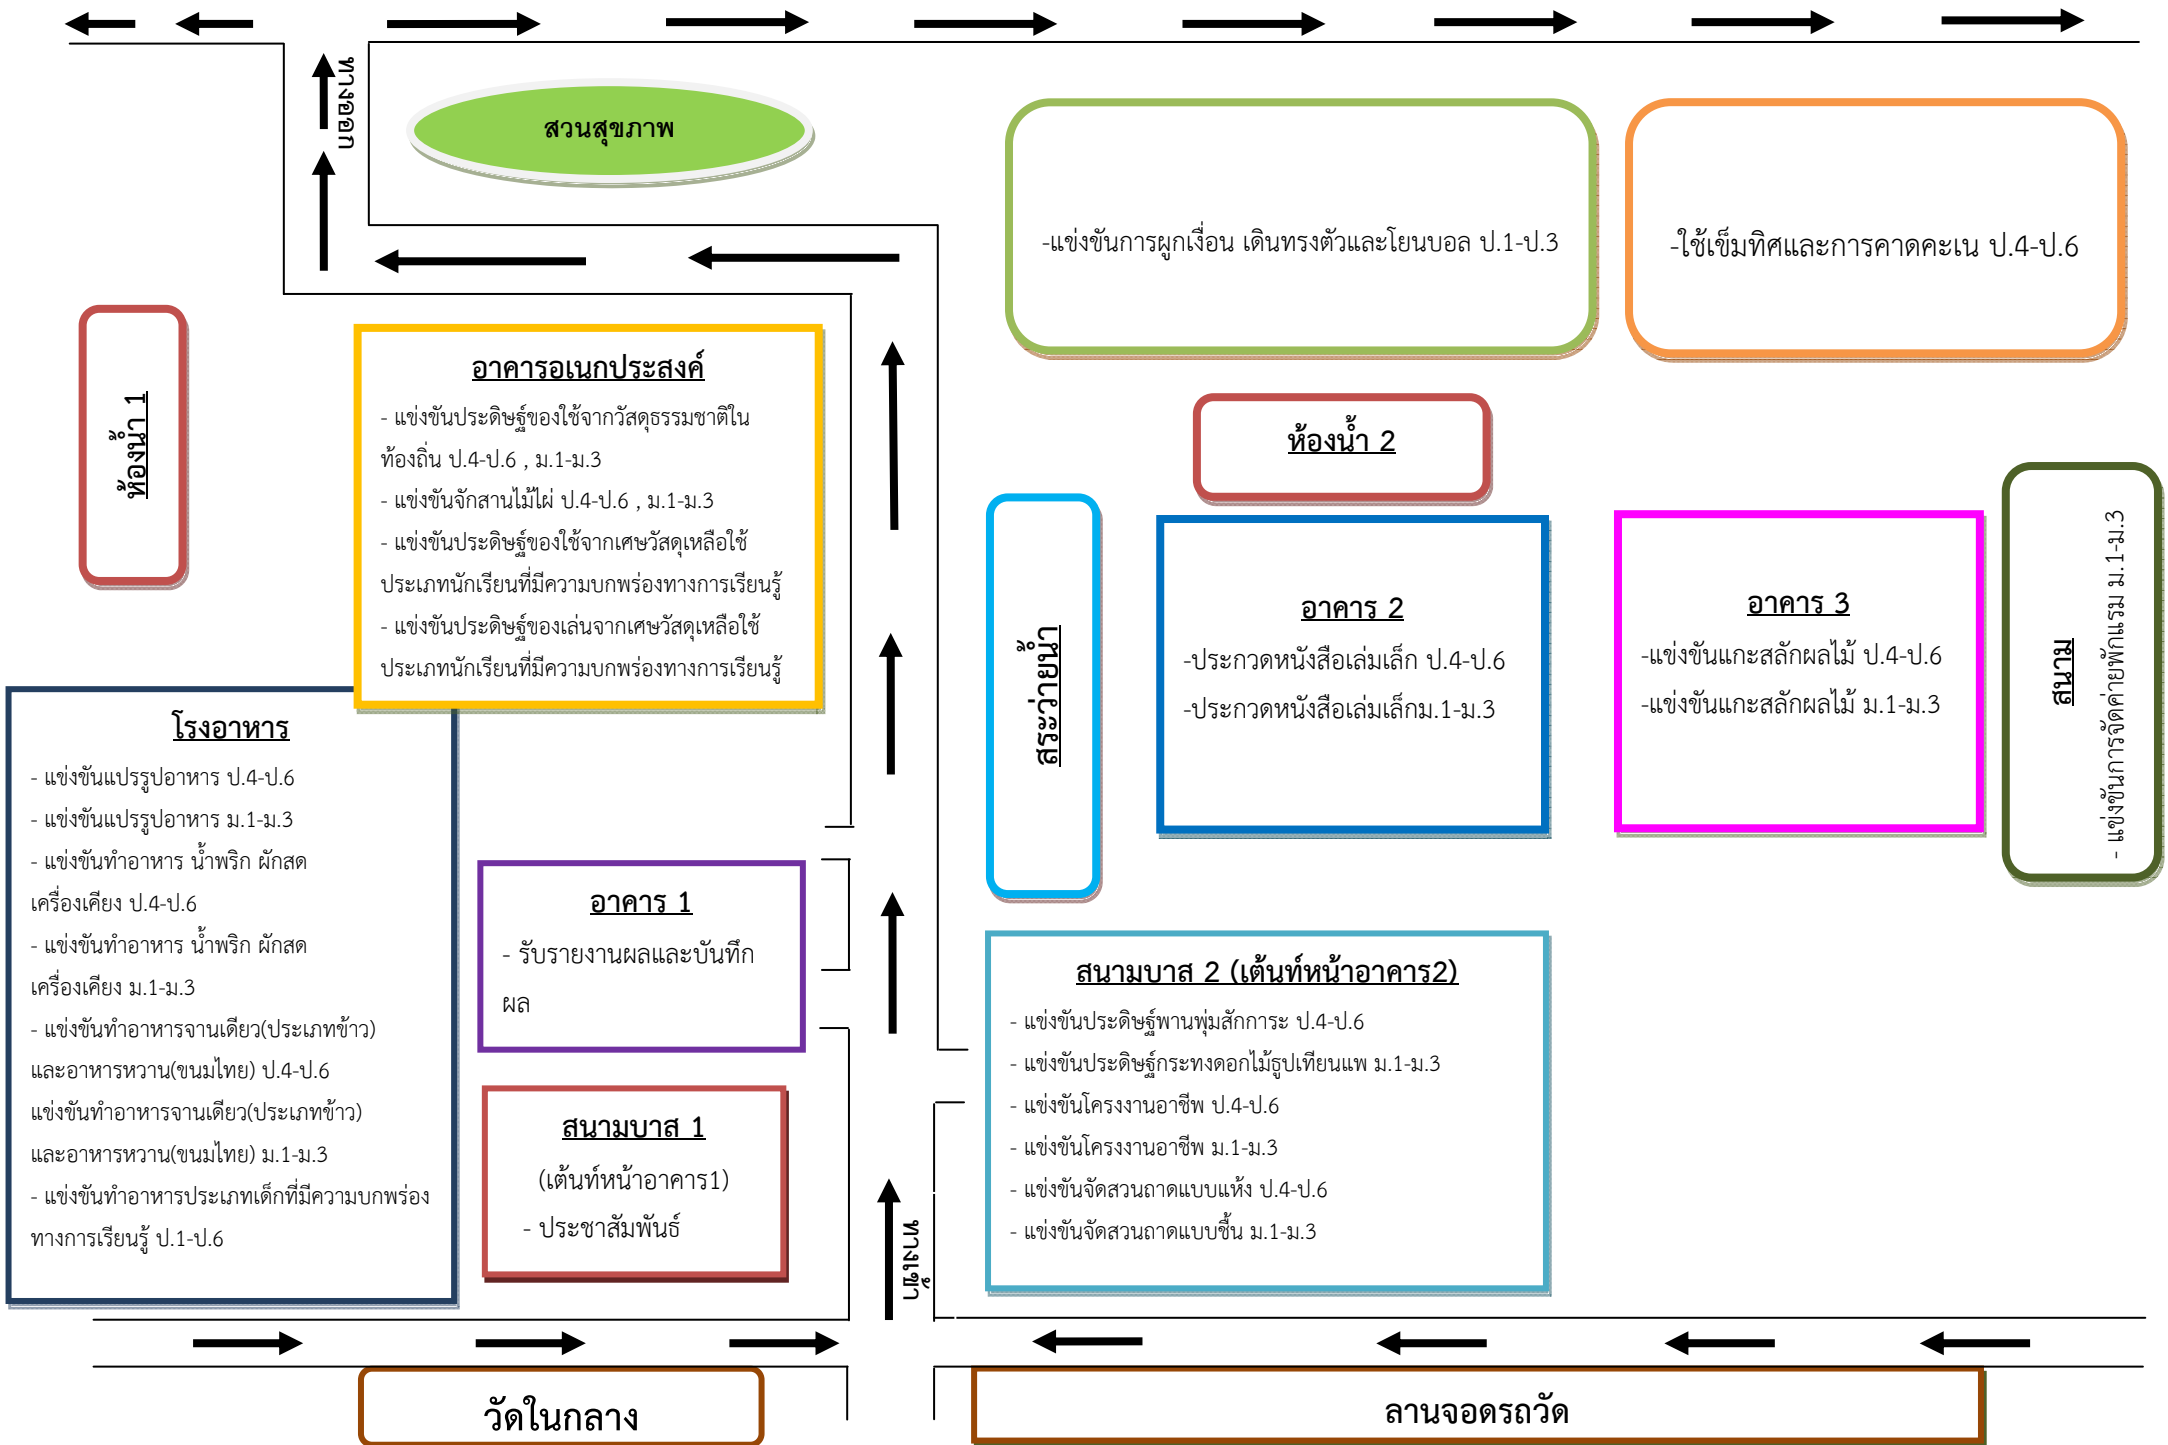 ทางออก
สวนสุขภาพ
-แข่งขันการผูกเงื่อน เดินทรงตัวและโยนบอล ป.1-ป.3
-ใช้เข็มทิศและการคาดคะเน ป.4-ป.6
ห้องน้ำ 1
อาคารอเนกประสงค์
- แข่งขันประดิษฐ์ของใช้จากวัสดุธรรมชาติใน
ท้องถิ่น ป.4-ป.6 , ม.1-ม.3
- แข่งขันจักสานไม้ไผ่ ป.4-ป.6 , ม.1-ม.3
- แข่งขันประดิษฐ์ของใช้จากเศษวัสดุเหลือใช้
ประเภทนักเรียนที่มีความบกพร่องทางการเรียนรู้
- แข่งขันประดิษฐ์ของเล่นจากเศษวัสดุเหลือใช้
ประเภทนักเรียนที่มีความบกพร่องทางการเรียนรู้
ห้องน้ำ 2
สระว่ายน้ำ
อาคาร 2
-ประกวดหนังสือเล่มเล็ก ป.4-ป.6
-ประกวดหนังสือเล่มเล็กม.1-ม.3
อาคาร 3
-แข่งขันแกะสลักผลไม้ ป.4-ป.6
-แข่งขันแกะสลักผลไม้ ม.1-ม.3
สนาม
- แข่งขันการจัดค่ายพักแรม ม.1-ม.3
โรงอาหาร
- แข่งขันแปรรูปอาหาร ป.4-ป.6
- แข่งขันแปรรูปอาหาร ม.1-ม.3
- แข่งขันทำอาหาร น้ำพริก ผักสด
เครื่องเคียง ป.4-ป.6
- แข่งขันทำอาหาร น้ำพริก ผักสด
เครื่องเคียง ม.1-ม.3
- แข่งขันทำอาหารจานเดียว(ประเภทข้าว)
และอาหารหวาน(ขนมไทย) ป.4-ป.6
แข่งขันทำอาหารจานเดียว(ประเภทข้าว)
และอาหารหวาน(ขนมไทย) ม.1-ม.3
- แข่งขันทำอาหารประเภทเด็กที่มีความบกพร่อง
ทางการเรียนรู้ ป.1-ป.6
อาคาร 1
- รับรายงานผลและบันทึก
ผล
สนามบาส 1
(เต้นท์หน้าอาคาร1)
- ประชาสัมพันธ์
สนามบาส 2 (เต้นท์หน้าอาคาร2)
- แข่งขันประดิษฐ์พานพุ่มสักการะ ป.4-ป.6
- แข่งขันประดิษฐ์กระทงดอกไม้ธูปเทียนแพ ม.1-ม.3
- แข่งขันโครงงานอาชีพ ป.4-ป.6
- แข่งขันโครงงานอาชีพ ม.1-ม.3
- แข่งขันจัดสวนถาดแบบแห้ง ป.4-ป.6
- แข่งขันจัดสวนถาดแบบชื้น ม.1-ม.3
ทางเข้า
วัดในกลาง
ลานจอดรถวัด